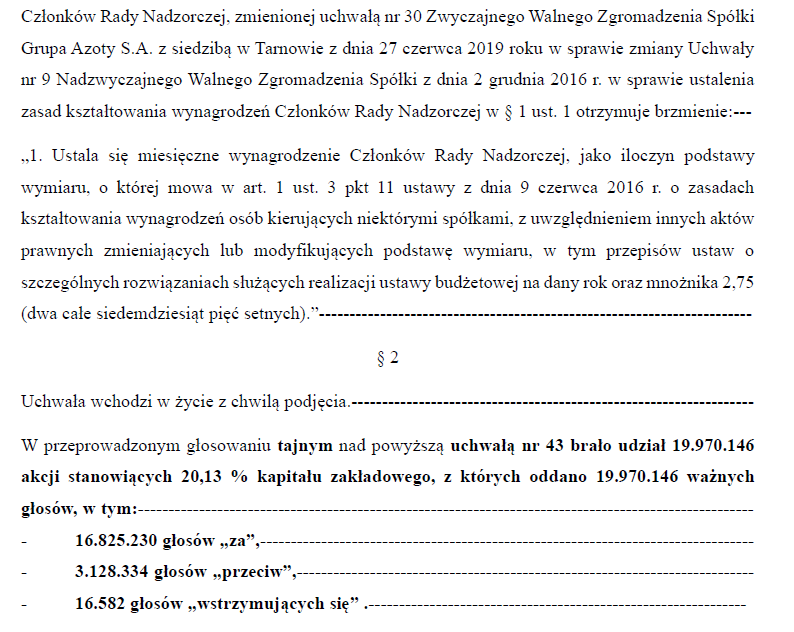 Członków Rady Nadzorczej, zmienionej uchwałą nr 30 Zwyczajnego Walnego Zgromadzenia Spółki
Grupa Azoty S.A. z siedzibą w Tarnowie z dnia 27 czerwca 2019 roku w sprawie zmiany Uchwały
nr 9 Nadzwyczajnego Walnego Zgromadzenia Spółki z dnia 2 grudnia 2016 r. w sprawie ustalenia
zasad kształtowania wynagrodzeń Członków Rady Nadzorczej w § 1 ust. 1 otrzymuje brzmienie:---
„1. Ustala się miesięczne wynagrodzenie Członków Rady Nadzorczej, jako iloczyn podstawy
wymiaru, o której mowa w art. 1 ust. 3 pkt 11 ustawy z dnia 9 czerwca 2016 r. o zasadach
kształtowania wynagrodzeń osób kierujących niektórymi spółkami, z uwzględnieniem innych aktów
prawnych zmieniających lub modyfikujących podstawę wymiaru, w tym przepisów ustaw o
szczególnych rozwiązaniach służących realizacji ustawy budżetowej na dany rok oraz mnożnika 2,75
(dwa całe siedemdziesiąt pięć setnych).”------------------------------------------------------------------------
§ 2
Uchwała wchodzi w życie z chwilą podjęcia.-------------------------------------------------------------------
W przeprowadzonym głosowaniu tajnym nad powyższą uchwałą nr 43 brało udział 19.970.146
akcji stanowiących 20,13 % kapitału zakładowego, z których oddano 19.970.146 ważnych
głosów, w tym:-------------------------------------------------------------------------------------------------------
- 16.825.230 głosów „za”,-----------------------------------------------------------------------------------
- 3.128.334 głosów „przeciw”,-----------------------------------------------------------------------------
- 16.582 głosów „wstrzymujących się” .---------------------------------------------------------------